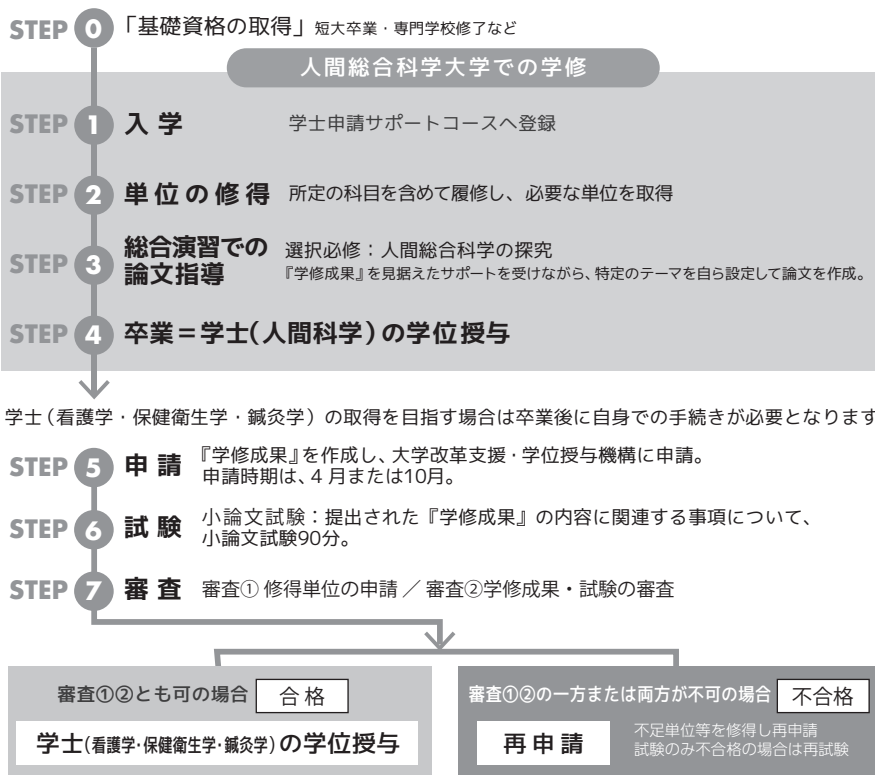 STEP 0 「基礎資格の取得」 短大卒業・専門学校修了など
人間総合科学大学での学修
STEP 1 入学 学士申請サポートコースへ登録
STEP 2 単位の修得 所定の科目を含めて履修し、必要な単位を取得
STEP 3 総合演習での論文指導
選択必修：人間総合科学の探究
『学修成果』を見据えたサポートを受けながら、特定のテーマを自ら設定して論文を作成。
STEP 4 卒業＝学士（人間科学）の学位授与
学士（看護学・保健衛生学・鍼灸学）の取得を目指す場合は卒業後に自身での手続きが必要となります
STEP 5 申請 『学修成果』を作成し、大学改革支援・学位授与機構に申請。
申請時期は、4月または10月。
STEP 6 試験 小論文試験：提出された『学修成果』の内容に関連する事項について、
小論文試験90分。
STEP 7 審査 審査① 修得単位の申請 ／ 審査②学修成果・試験の審査
審査①②とも可の場合 合格
学士(看護学・保健衛生学・鍼灸学)の学位授与
審査①②の一方または両方が不可の場合 不合格
再申請
不足単位等を修得し再申請
試験のみ不合格の場合は再試験